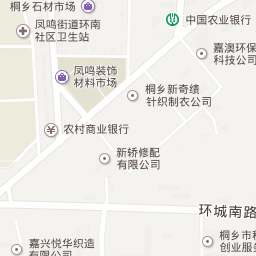 桐乡石材市场
凤鸣街道环南
社区卫生站
中国农业银行
嘉澳环保
科技公司
凤鸣装饰
材料市场
桐乡新奇绩
针织制衣公司
农村商业银行
新轿修配
有限公司
环城南路
嘉兴悦华织造
有限公司
桐乡市科
创业服务